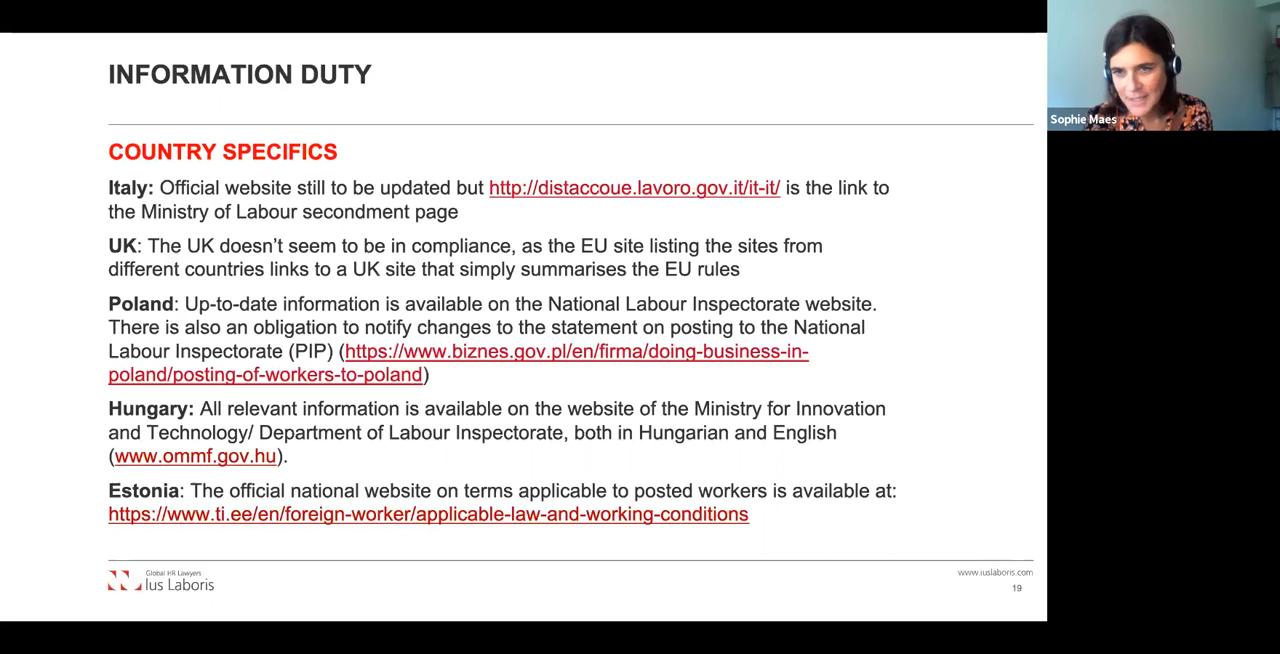 INFORMATION DUTY
COUNTRY SPECIFICS
Italy: Official website still to be updated but http://distaccoue.lavoro.gov.it/it-it/ is the link to
the Ministry of Labour secondment page
UK: The UK doesn't seem to be in compliance, as the EU site listing the sites from
different countries links to a UK site that simply summarises the EU rules
Poland: Up-to-date information is available on the National Labour Inspectorate website.
There is also an obligation to notify changes to the statement on posting to the National
Labour Inspectorate (PIP) (https://www.biznes.gov.pl/en/firma/doing-business-in-
poland/posting-of-workers-to-poland)
Hungary: All relevant information is available on the website of the Ministry for Innovation
and Technology/ Department of Labour Inspectorate, both in Hungarian and English
(www.ommf.gov.hu).
Estonia: The official national website on terms applicable to posted workers is available at:
https://www.ti.ee/en/foreign-worker/applicable-law-and-working-conditions
Global HR Lawyers
Ius Laboris
www.iuslaboris.com
19
Sophie Maes